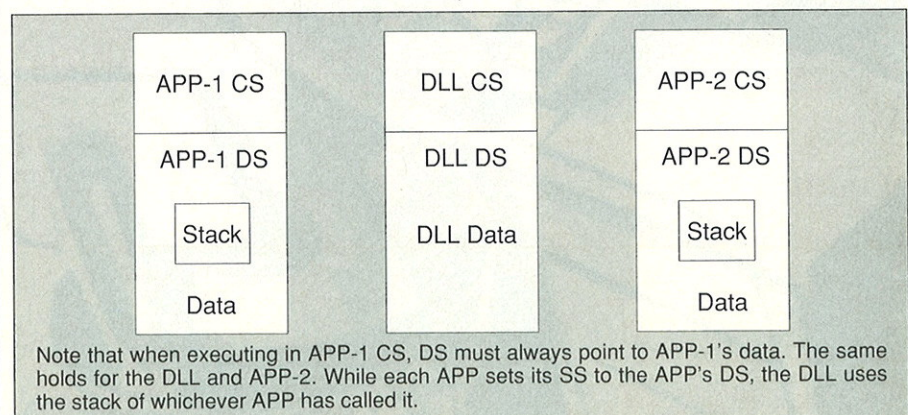 APP-1 CS
DLL CS
APP-2 CS
APP-1 DS
DLL DS
APP-2 DS
Stack
DLL Data
Stack
Data
Data
Note that when executing in APP-1 CS, DS must always point to APP-1's data. The same
holds for the DLL and APP-2. While each APP sets its SS to the APP's DS, the DLL uses
the stack of whichever APP has called it.